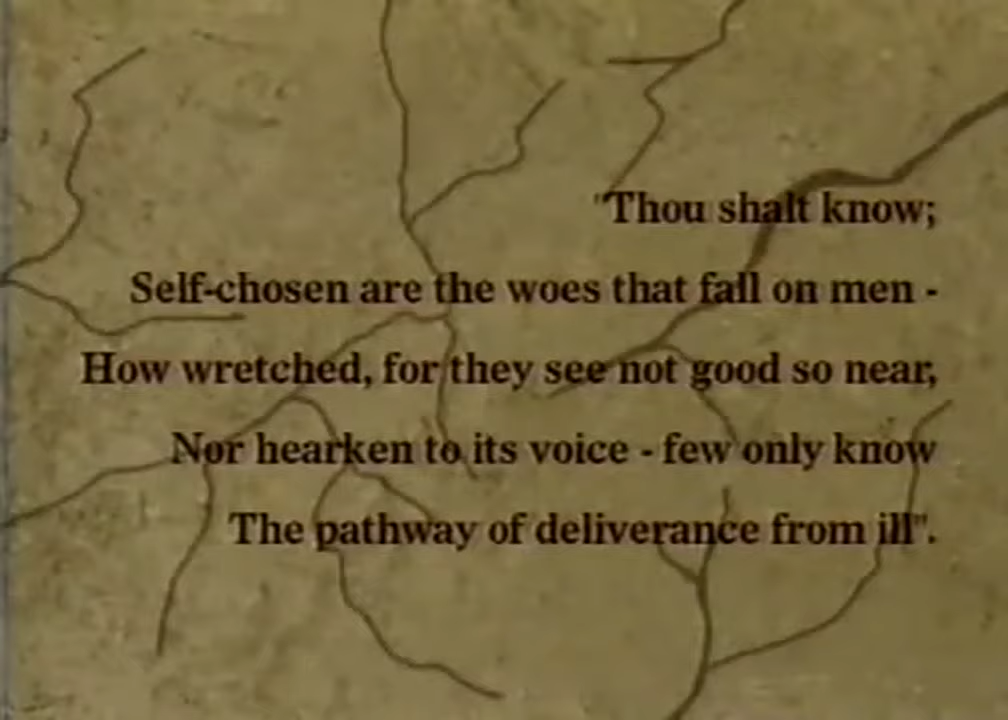 "Thou shalt know;
Self-chosen are the woes that fall on men -
How wretched, for they see not good so near,
Nor hearken to its voice - few only know
The pathway of deliverance from ill".